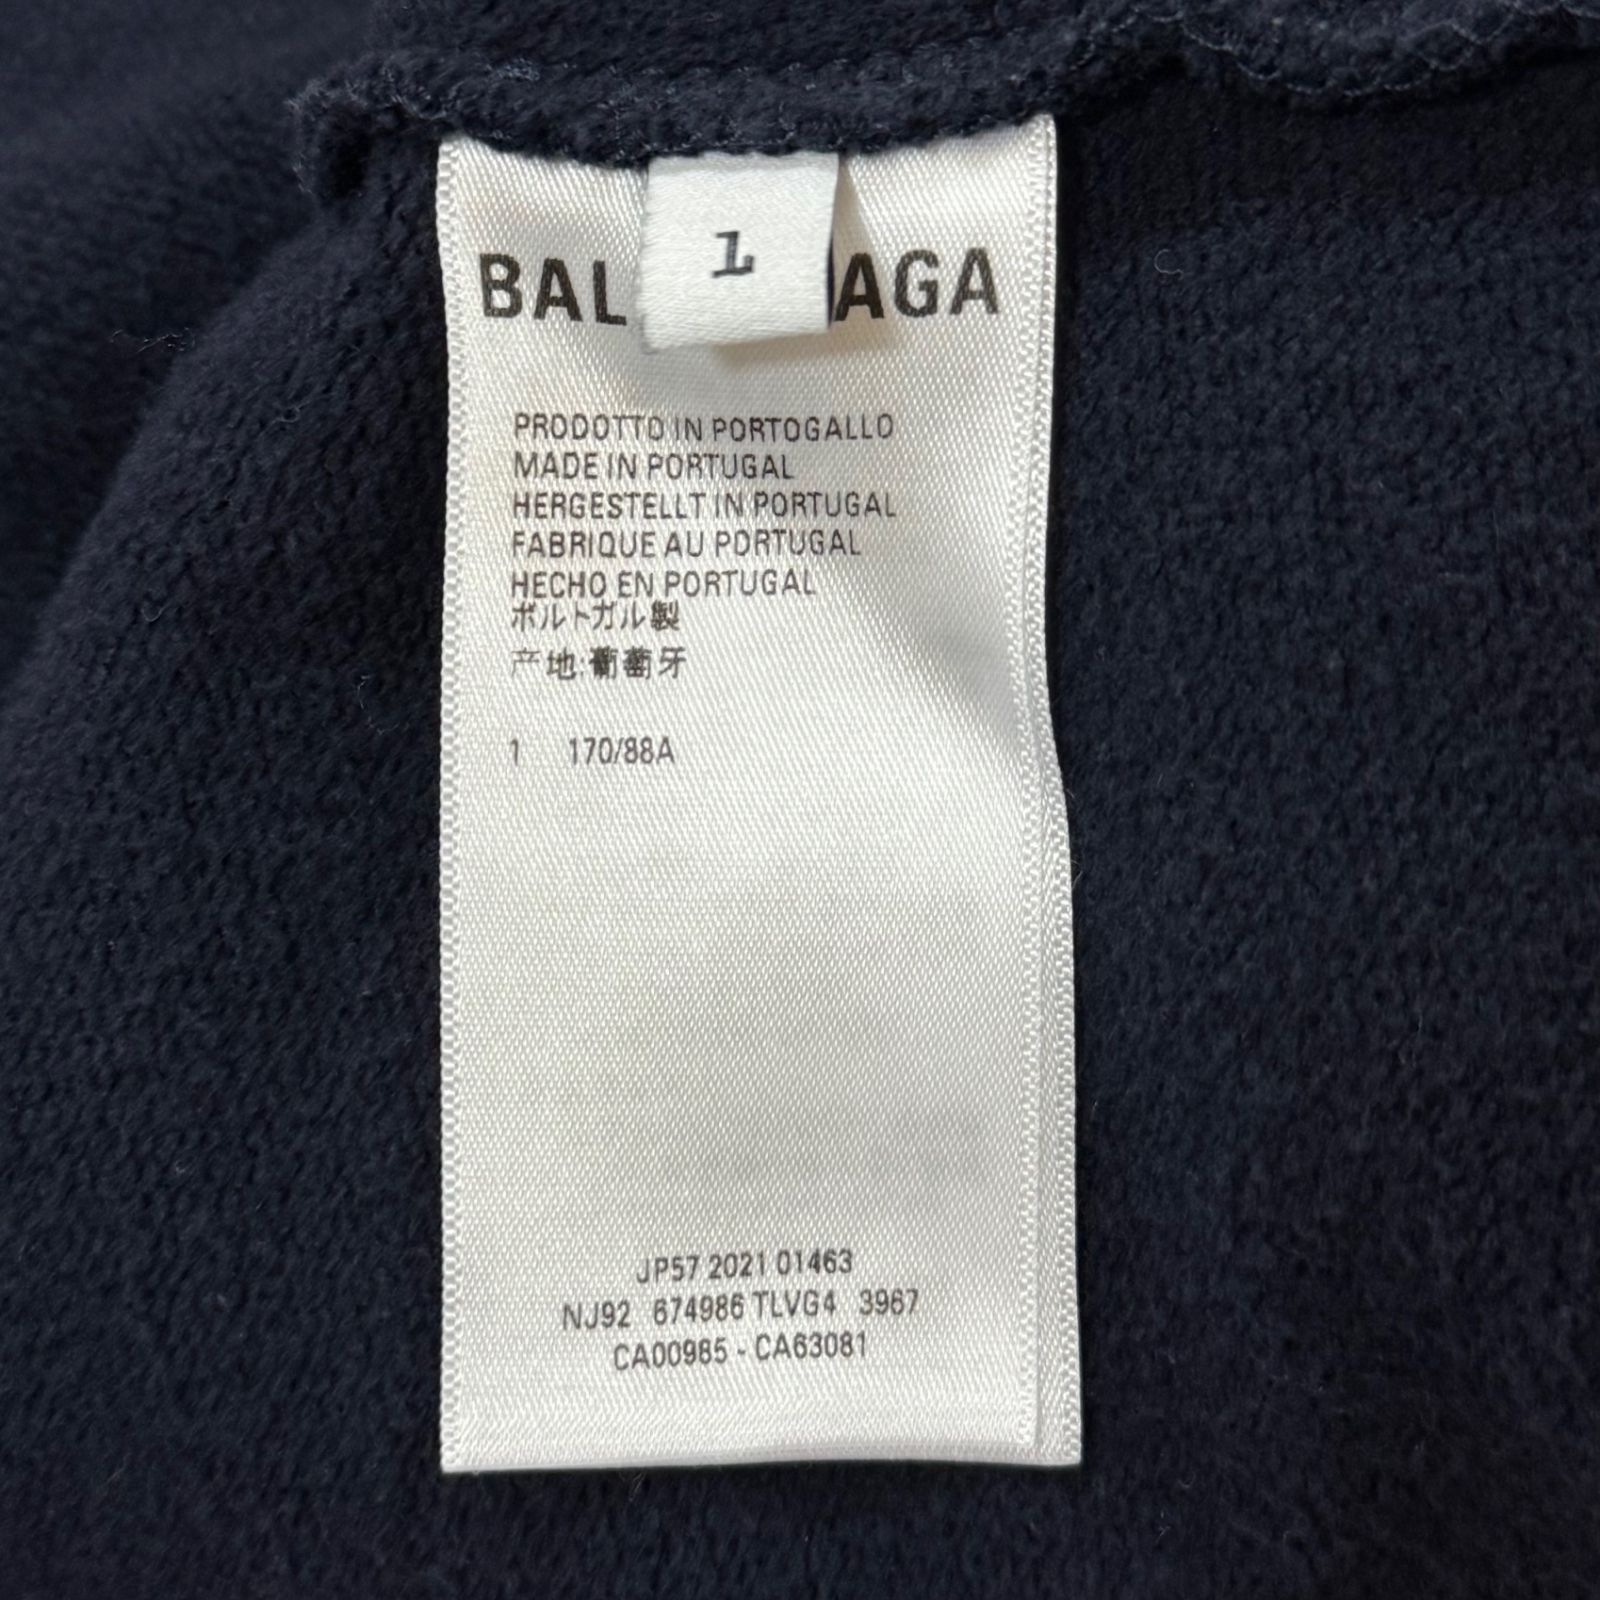 1
BAL AGA
PRODOTTO IN PORTOGALLO
MADE IN PORTUGAL
HERGESTELLT IN PORTUGAL
FABRIQUE AU PORTUGAL
HECHO EN PORTUGAL
ポルトガル製
产地:葡萄牙
1 170/88A
JP57 2021 01463
NJ92 674986 TLVG4 3967
CA00985 - CA63081